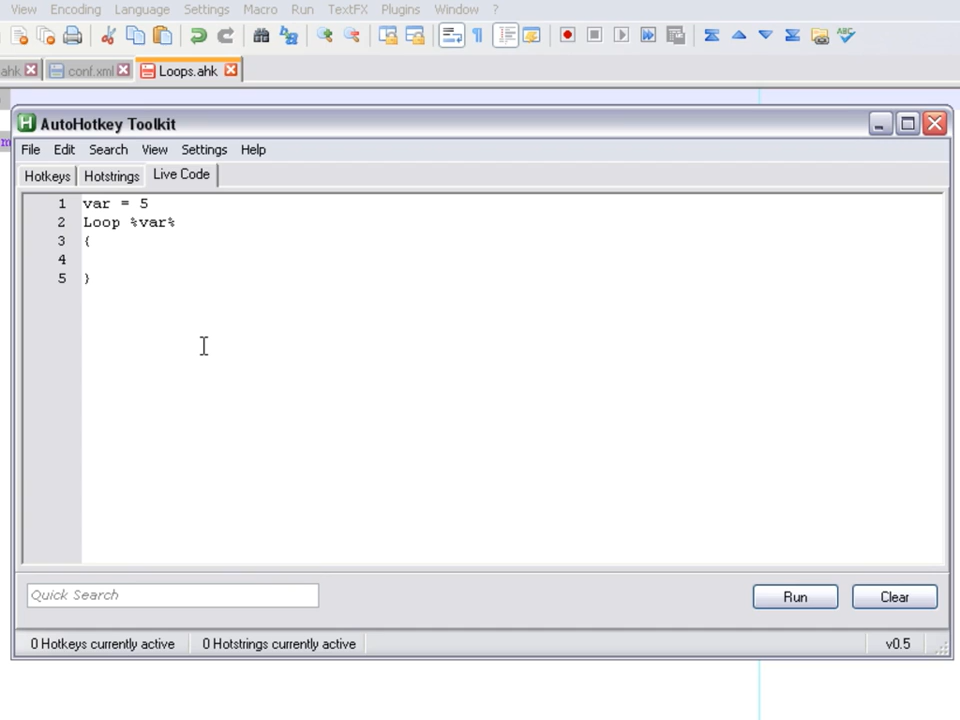 View Encoding Language Settings Macro Run TextFX Plugins Window ?
ahk conf.xml Loops.ahk
AutoHotkey Toolkit
File Edit Search View Settings Help
Hotkeys Hotstrings Live Code
1 var = 5
2 Loop %var%
3 {
4
5 }
Quick Search
Run Clear
0 Hotkeys currently active 0 Hotstrings currently active v0.5